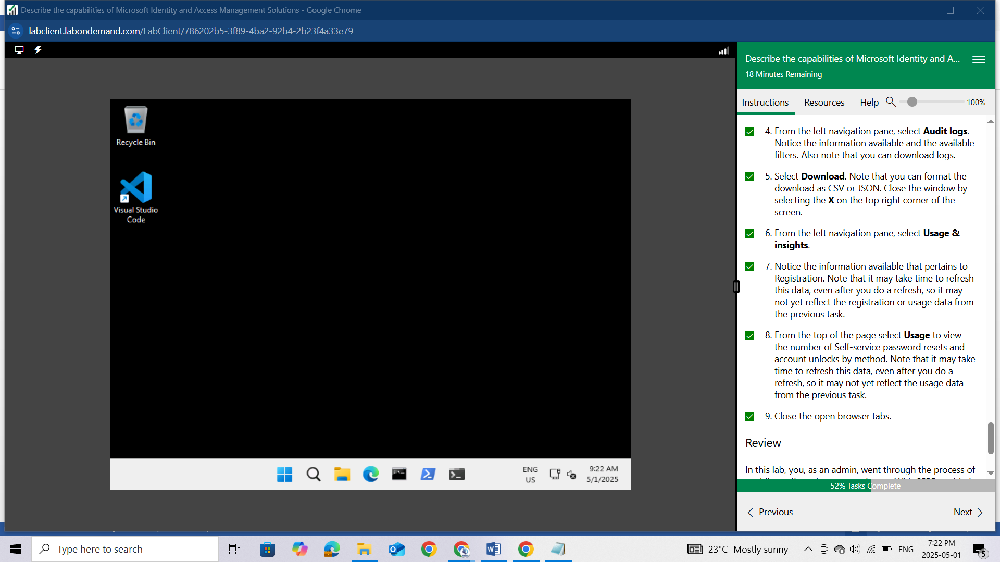 Describe the capabilities of Microsoft Identity and Access Management Solutions - Google Chrome
labclient.labondemand.com/LabClient/786202b5-3f89-4ba2-92b4-2b23f4a33e79
Describe the capabilities of Microsoft Identity and A...
18 Minutes Remaining
Instructions Resources Help 100%
Recycle Bin
Visual Studio
Code
4. From the left navigation pane, select Audit logs.
Notice the information available and the available
filters. Also note that you can download logs.
5. Select Download. Note that you can format the
download as CSV or JSON. Close the window by
selecting the X on the top right corner of the
screen.
6. From the left navigation pane, select Usage &
insights.
7. Notice the information available that pertains to
Registration. Note that it may take time to refresh
this data, even after you do a refresh, so it may
not yet reflect the registration or usage data from
the previous task.
8. From the top of the page select Usage to view
the number of Self-service password resets and
account unlocks by method. Note that it may take
time to refresh this data, even after you do a
refresh, so it may not yet reflect the usage data
from the previous task.
9. Close the open browser tabs.
Review
In this lab, you, as an admin, went through the process of
52% Tasks Complete
Previous Next
ENG
US
9:22 AM
5/1/2025
Type here to search
23°C Mostly sunny
ENG
7:22 PM
2025-05-01
5